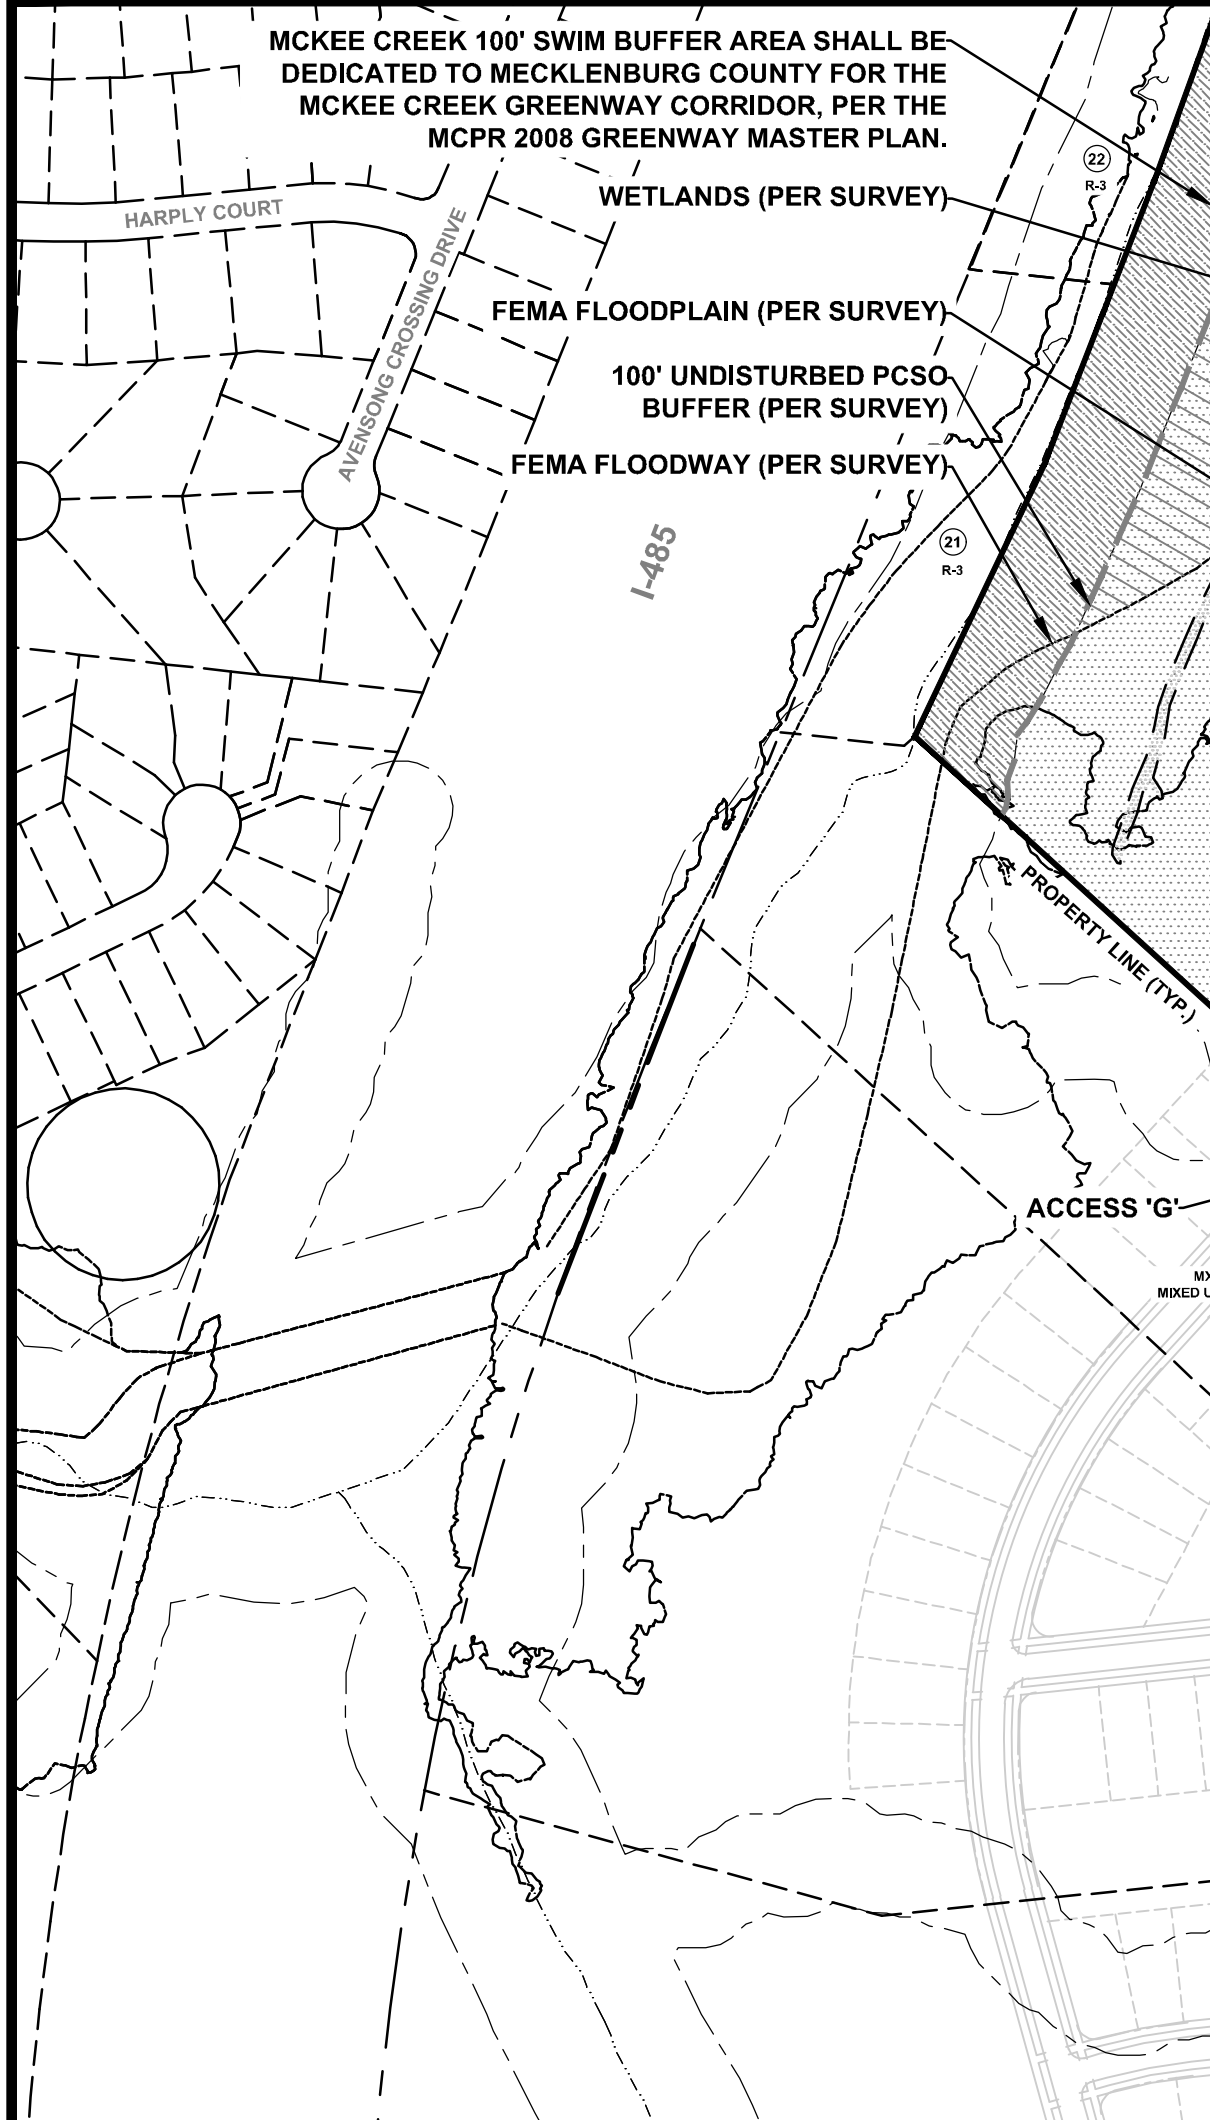 MCKEE CREEK 100' SWIM BUFFER AREA SHALL BE
DEDICATED TO MECKLENBURG COUNTY FOR THE
MCKEE CREEK GREENWAY CORRIDOR, PER THE
MCPR 2008 GREENWAY MASTER PLAN.
22
R-3
WETLANDS (PER SURVEY)
HARPLY COURT
AVENSONG CROSSING DRIVE
FEMA FLOODPLAIN (PER SURVEY)
100' UNDISTURBED PCSO
BUFFER (PER SURVEY)
FEMA FLOODWAY (PER SURVEY)
I-485
21
R-3
PROPERTY LINE (TYP.)
ACCESS 'G'
MX
MIXED U